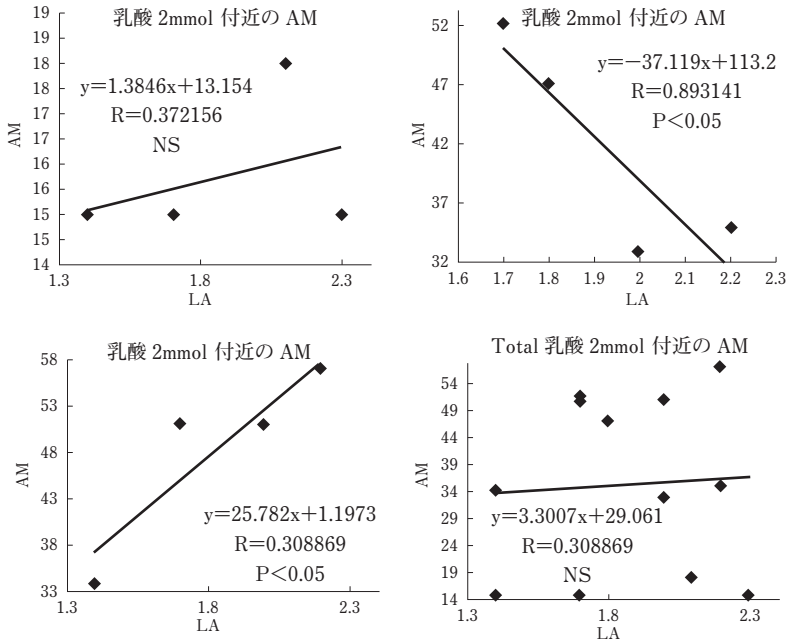 乳酸 2mmol 付近の AM
19
18
18
17
17
16
16
15
15
14
AM
y=1.3846x+13.154
R=0.372156
NS
1.3
1.8
2.3
LA
乳酸 2mmol 付近の AM
52
47
42
37
32
AM
y=−37.119x+113.2
R=0.893141
P<0.05
1.6
1.7
1.8
1.9
2
2.1
2.2
2.3
LA
乳酸 2mmol 付近の AM
58
53
48
43
38
33
AM
y=25.782x+1.1973
R=0.308869
P<0.05
1.3
1.8
2.3
LA
Total 乳酸 2mmol 付近の AM
54
49
44
39
34
29
24
19
14
AM
y=3.3007x+29.061
R=0.308869
NS
1.3
1.8
2.3
LA